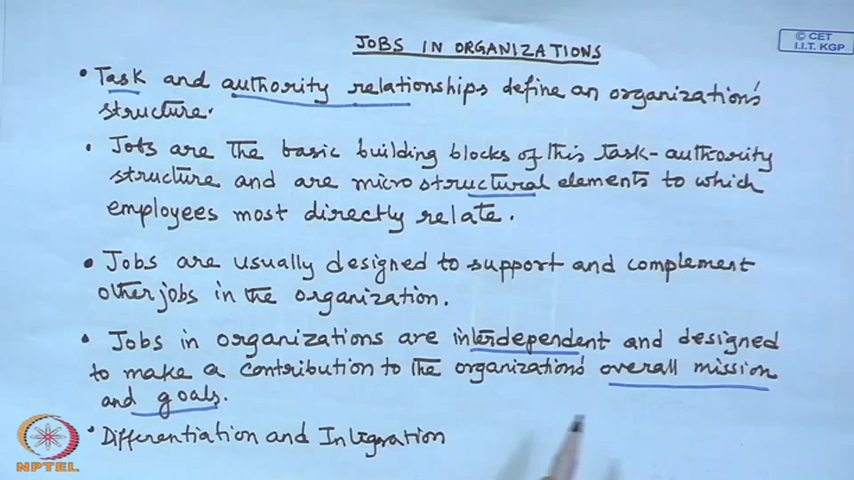 JOBS IN ORGANIZATIONS
© CET
I.I.T. KGP
• Task and authority relationships define an organization's
structure.
• Jobs are the basic building blocks of this task-authority
structure and are micro structural elements to which
employees most directly relate.
• Jobs are usually designed to support and complement
other jobs in the organization.
• Jobs in organizations are interdependent and designed
to make a contribution to the organization's overall mission
and goals.
• Differentiation and Integration
NPTEL